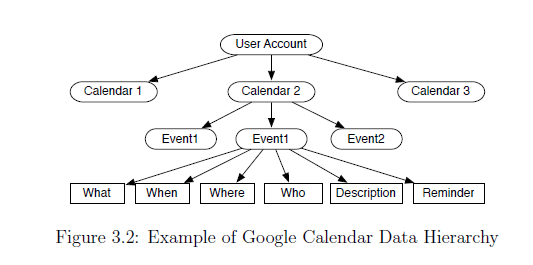 User Account
Calendar 1 Calendar 2 Calendar 3
Event1 Event1 Event2
What When Where Who Description Reminder
Figure 3.2: Example of Google Calendar Data Hierarchy